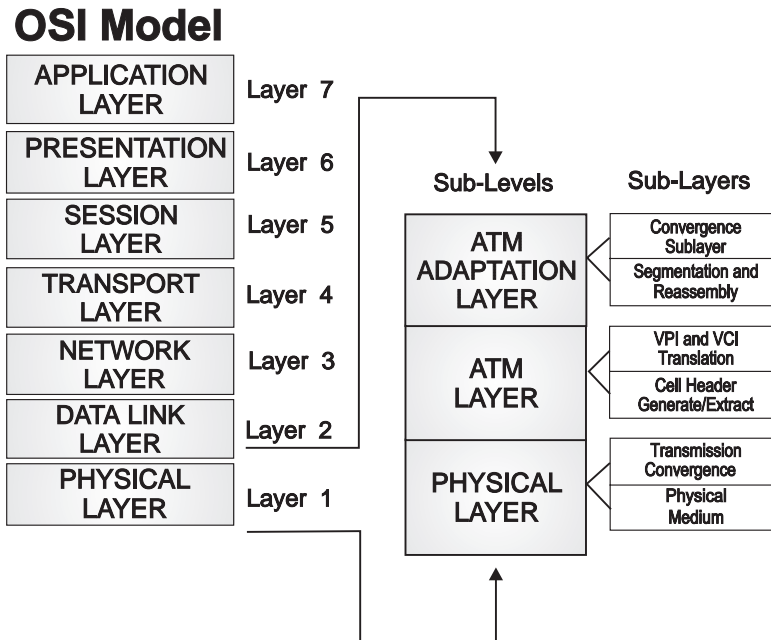 OSI Model
APPLICATION
LAYER
Layer 7
PRESENTATION
LAYER
Layer 6
SESSION
LAYER
Layer 5
TRANSPORT
LAYER
Layer 4
NETWORK
LAYER
Layer 3
DATA LINK
LAYER
Layer 2
PHYSICAL
LAYER
Layer 1
Sub-Levels
ATM
ADAPTATION
LAYER
ATM
LAYER
PHYSICAL
LAYER
Sub-Layers
Convergence
Sublayer
Segmentation and
Reassembly
VPI and VCI
Translation
Cell Header
Generate/Extract
Transmission
Convergence
Physical
Medium